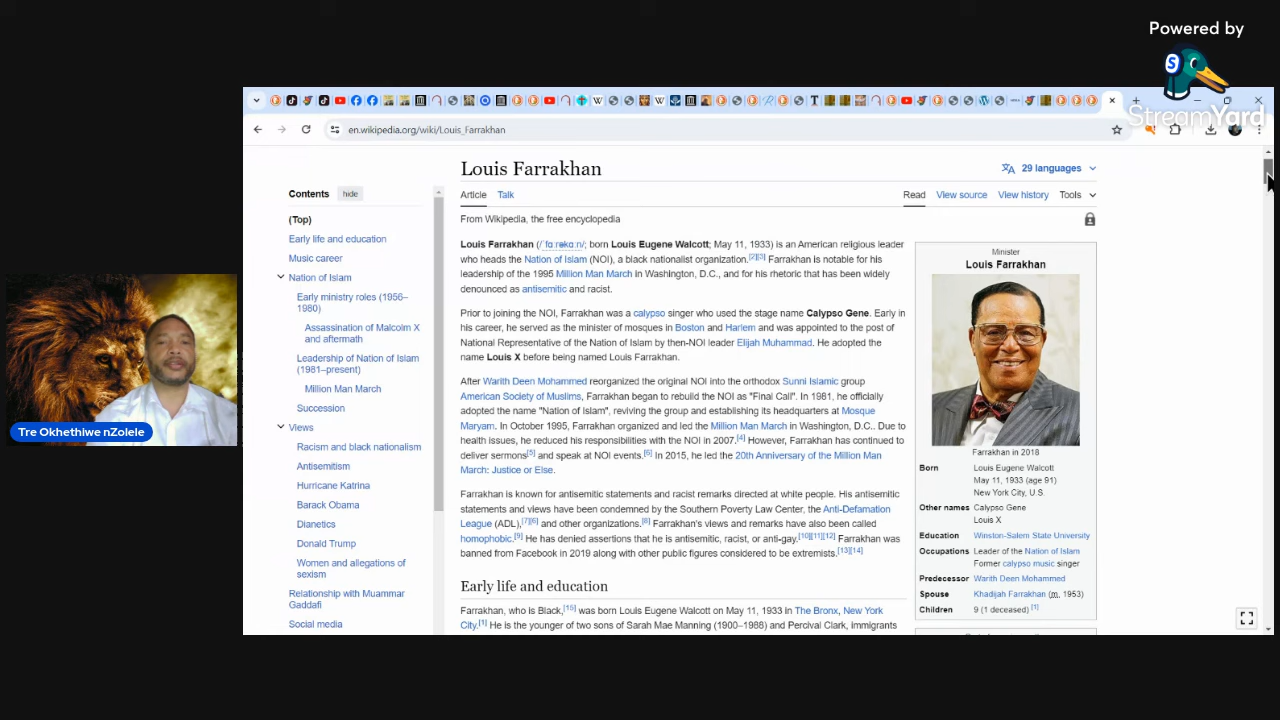 Powered by
StreamYard
en.wikipedia.org/wiki/Louis_Farrakhan
Louis Farrakhan
29 languages
Contents hide
Article Talk
Read View source View history Tools
(Top)
Early life and education
Music career
Nation of Islam
Early ministry roles (1956–
1980)
Assassination of Malcolm X
and aftermath
Leadership of Nation of Islam
(1981–present)
Million Man March
Succession
Views
Racism and black nationalism
Antisemitism
Hurricane Katrina
Barack Obama
Dianetics
Donald Trump
Women and allegations of
sexism
Relationship with Muammar
Gaddafi
Social media
From Wikipedia, the free encyclopedia
Louis Farrakhan (/ˈfɑːrəkɑːn/; born Louis Eugene Walcott; May 11, 1933) is an American religious leader
who heads the Nation of Islam (NOI), a black nationalist organization.[2][3] Farrakhan is notable for his
leadership of the 1995 Million Man March in Washington, D.C., and for his rhetoric that has been widely
denounced as antisemitic and racist.
Prior to joining the NOI, Farrakhan was a calypso singer who used the stage name Calypso Gene. Early in
his career, he served as the minister of mosques in Boston and Harlem and was appointed to the post of
National Representative of the Nation of Islam by then-NOI leader Elijah Muhammad. He adopted the
name Louis X before being named Louis Farrakhan.
After Warith Deen Mohammed reorganized the original NOI into the orthodox Sunni Islamic group
American Society of Muslims, Farrakhan began to rebuild the NOI as "Final Call". In 1981, he officially
adopted the name "Nation of Islam", reviving the group and establishing its headquarters at Mosque
Maryam. In October 1995, Farrakhan organized and led the Million Man March in Washington, D.C.. Due to
health issues, he reduced his responsibilities with the NOI in 2007.[4] However, Farrakhan has continued to
deliver sermons[5] and speak at NOI events.[6] In 2015, he led the 20th Anniversary of the Million Man
March: Justice or Else.
Farrakhan is known for antisemitic statements and racist remarks directed at white people. His antisemitic
statements and views have been condemned by the Southern Poverty Law Center, the Anti-Defamation
League (ADL),[7][6] and other organizations.[8] Farrakhan's views and remarks have also been called
homophobic.[9] He has denied assertions that he is antisemitic, racist, or anti-gay.[10][11][12] Farrakhan was
banned from Facebook in 2019 along with other public figures considered to be extremists.[13][14]
Early life and education
Farrakhan, who is Black,[15] was born Louis Eugene Walcott on May 11, 1933 in The Bronx, New York
City.[1] He is the younger of two sons of Sarah Mae Manning (1900–1988) and Percival Clark, immigrants
Minister
Louis Farrakhan
Farrakhan in 2018
Born Louis Eugene Walcott
May 11, 1933 (age 91)
New York City, U.S.
Other names Calypso Gene
Louis X
Education Winston-Salem State University
Occupations Leader of the Nation of Islam
Former calypso music singer
Predecessor Warith Deen Mohammed
Spouse Khadijah Farrakhan (m. 1953)
Children 9 (1 deceased) [1]
Tre Okhethiwe nZolele